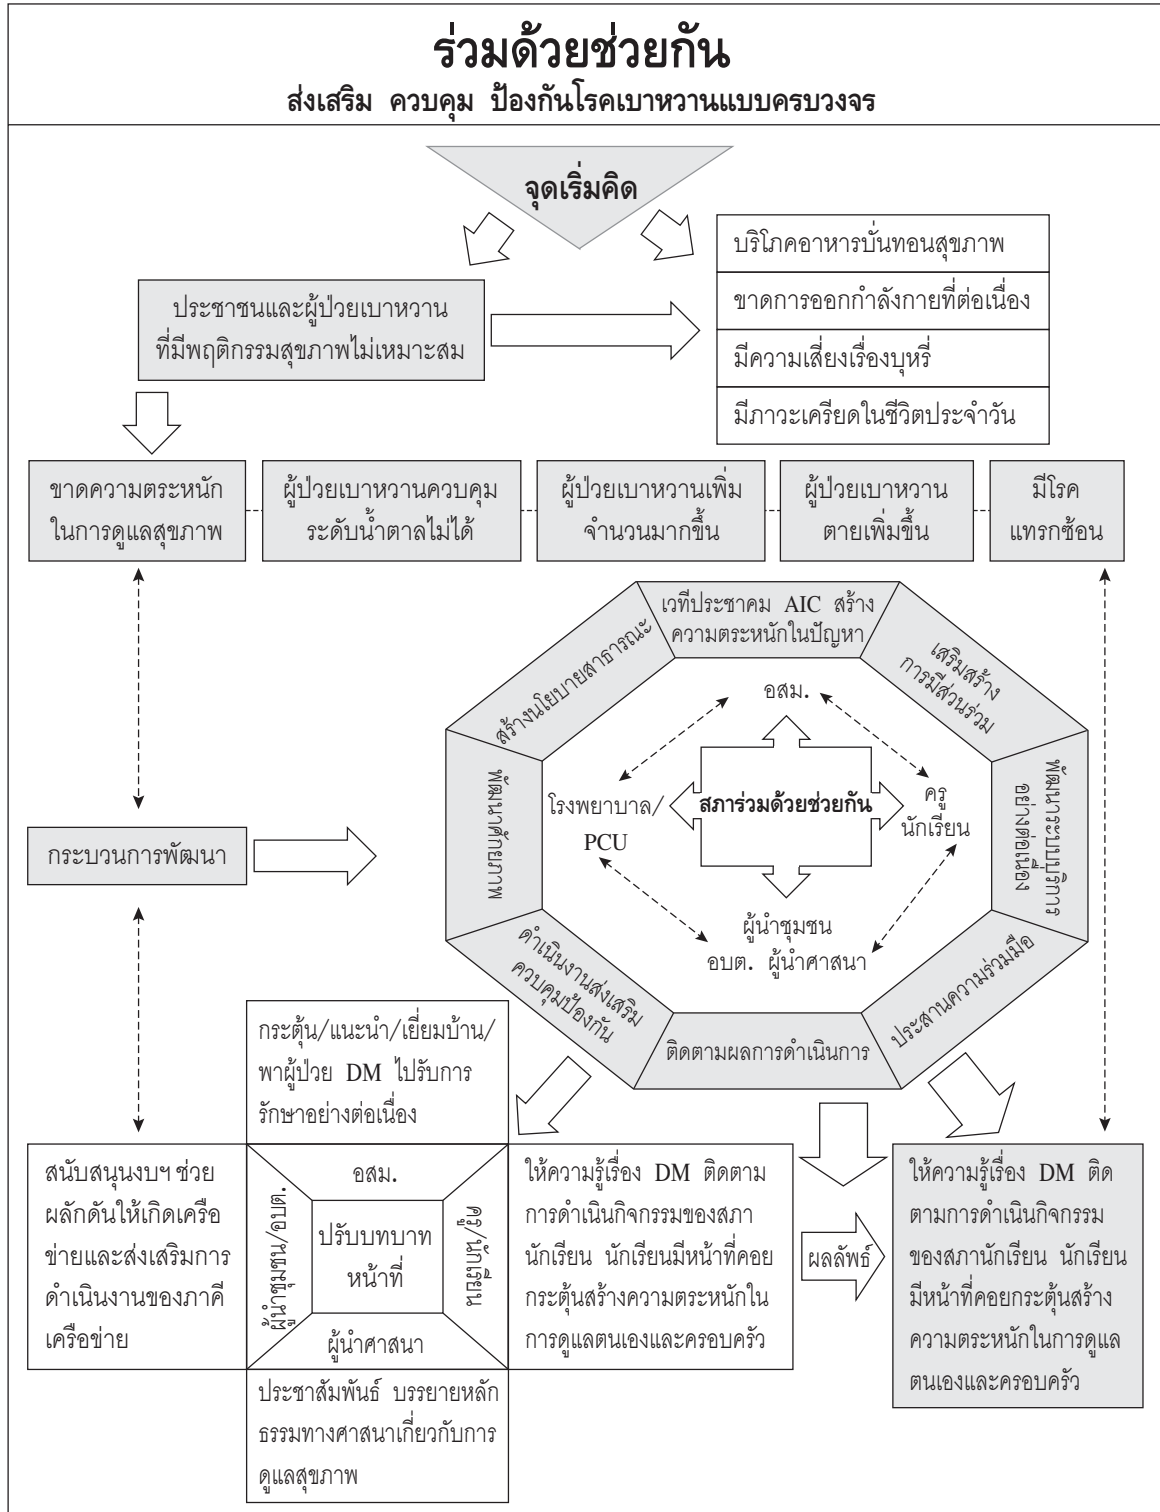 ร่วมด้วยช่วยกัน
ส่งเสริม ควบคุม ป้องกันโรคเบาหวานแบบครบวงจร
จุดเริ่มคิด
บริโภคอาหารบั่นทอนสุขภาพ
ขาดการออกกำลังกายที่ต่อเนื่อง
มีความเสี่ยงเรื่องบุหรี่
มีภาวะเครียดในชีวิตประจำวัน
ประชาชนและผู้ป่วยเบาหวาน
ที่มีพฤติกรรมสุขภาพไม่เหมาะสม
ขาดความตระหนัก
ในการดูแลสุขภาพ
ผู้ป่วยเบาหวานควบคุม
ระดับน้ำตาลไม่ได้
ผู้ป่วยเบาหวานเพิ่ม
จำนวนมากขึ้น
ผู้ป่วยเบาหวาน
ตายเพิ่มขึ้น
มีโรค
แทรกซ้อน
เวทีประชาคม AIC สร้าง
ความตระหนักในปัญหา
เสริมสร้าง
การมีส่วนร่วม
พัฒนาระบบบริการ
อย่างต่อเนื่อง
ประสานความร่วมมือ
ติดตามผลการดำเนินการ
ดำเนินงานส่งเสริม
ควบคุมป้องกัน
พัฒนาศักยภาพ
สร้างนโยบายสาธารณะ
อสม.
โรงพยาบาล/
PCU
สภาร่วมด้วยช่วยกัน
ครู
นักเรียน
ผู้นำชุมชน
อบต. ผู้นำศาสนา
กระบวนการพัฒนา
กระตุ้น/แนะนำ/เยี่ยมบ้าน/
พาผู้ป่วย DM ไปรับการ
รักษาอย่างต่อเนื่อง
สนับสนุนงบฯ ช่วย
ผลักดันให้เกิดเครือ
ข่ายและส่งเสริมการ
ดำเนินงานของภาคี
เครือข่าย
อสม.
ผู้นำชุมชน/อบต.
ปรับบทบาท
หน้าที่
ครู/นักเรียน
ผู้นำศาสนา
ให้ความรู้เรื่อง DM ติดตาม
การดำเนินกิจกรรมของสภา
นักเรียน นักเรียนมีหน้าที่คอย
กระตุ้นสร้างความตระหนักใน
การดูแลตนเองและครอบครัว
ผลลัพธ์
ให้ความรู้เรื่อง DM ติด
ตามการดำเนินกิจกรรม
ของสภานักเรียน นักเรียน
มีหน้าที่คอยกระตุ้นสร้าง
ความตระหนักในการดูแล
ตนเองและครอบครัว
ประชาสัมพันธ์ บรรยายหลัก
ธรรมทางศาสนาเกี่ยวกับการ
ดูแลสุขภาพ